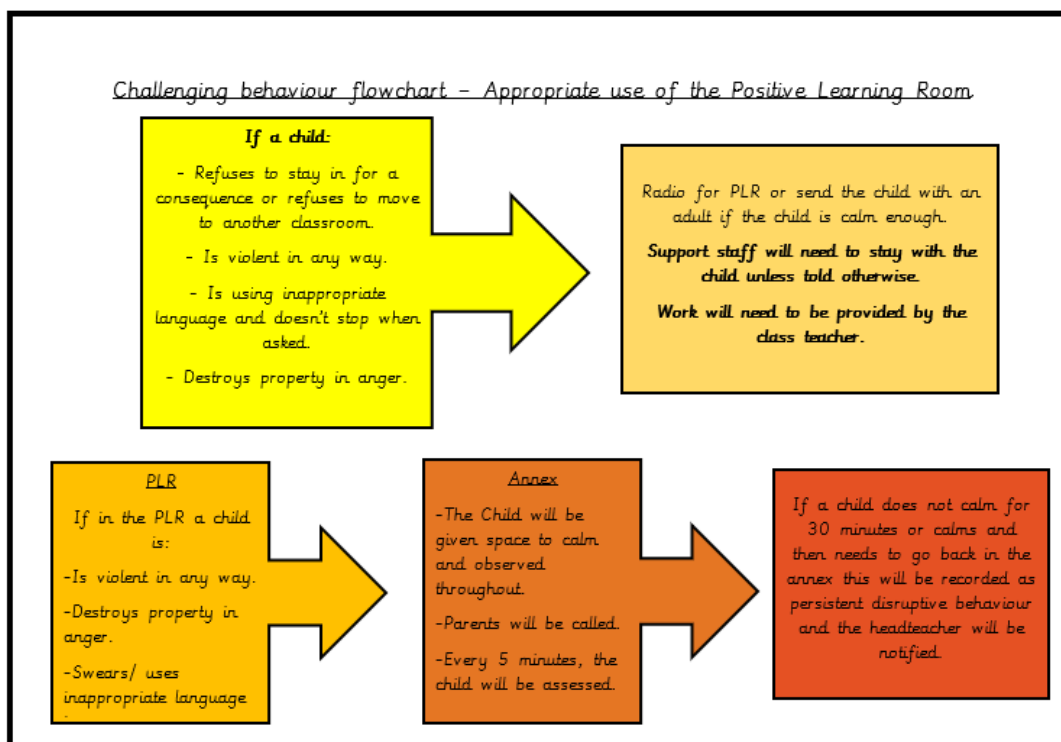 Challenging behaviour flowchart – Appropriate use of the Positive Learning Room
If a child:
- Refuses to stay in for a
consequence or refuses to move
to another classroom.
- Is violent in any way.
- Is using inappropriate
language and doesn't stop when
asked.
- Destroys property in anger.
Radio for PLR or send the child with an
adult if the child is calm enough.
Support staff will need to stay with the
child unless told otherwise.
Work will need to be provided by the
class teacher.
PLR
If in the PLR a child
is:
-Is violent in any way.
-Destroys property in
anger.
-Swears/ uses
inappropriate language
Annex
-The Child will be
given space to calm
and observed
throughout.
-Parents will be called.
-Every 5 minutes, the
child will be assessed.
If a child does not calm for
30 minutes or calms and
then needs to go back in the
annex this will be recorded as
persistent disruptive behaviour
and the headteacher will be
notified.